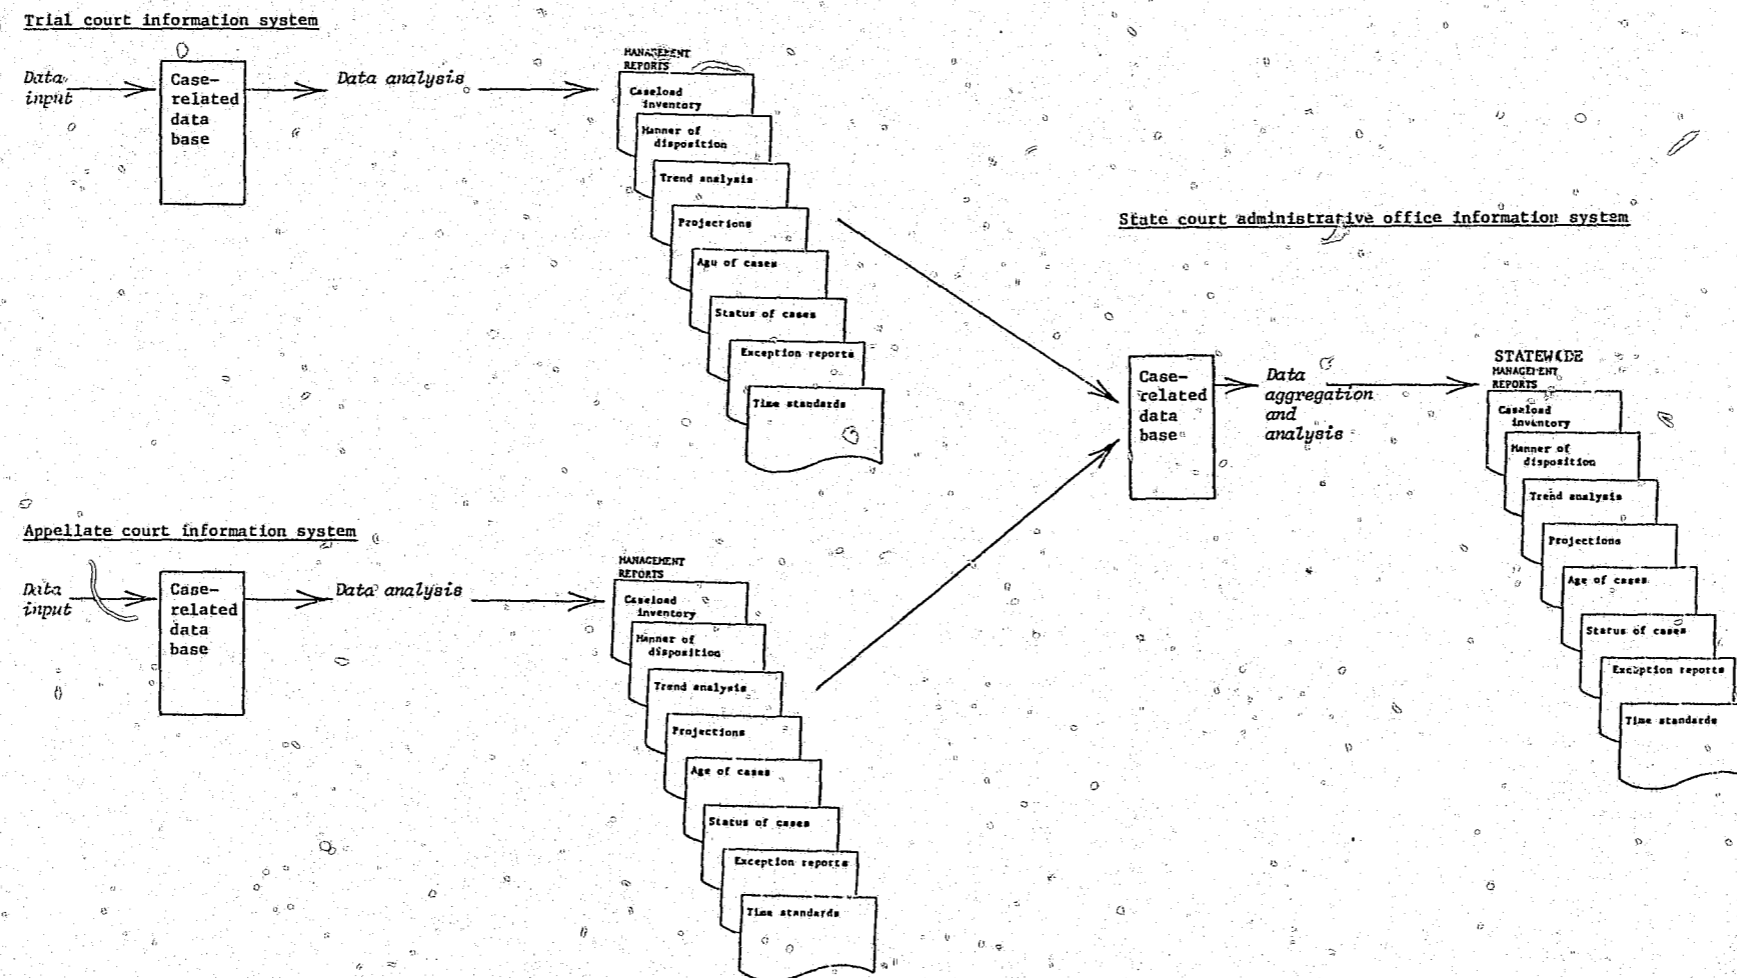 Trial court information system
Data
input
Case-
related
data
base
Data analysis
MANAGEMENT
REPORTS
Caseload
inventory
Manner of
disposition
Trend analysis
Projections
Age of cases
Status of cases
Exception reports
Time standards
State court administrative office information system
Case-
related
data
base
Data
aggregation
and
analysis
STATEWIDE
MANAGEMENT
REPORTS
Caseload
inventory
Manner of
disposition
Trend analysis
Projections
Age of cases
Status of cases
Exception reports
Time standards
Appellate court information system
Data
input
Case-
related
data
base
Data analysis
MANAGEMENT
REPORTS
Caseload
inventory
Manner of
disposition
Trend analysis
Projections
Age of cases
Status of cases
Exception reports
Time standards